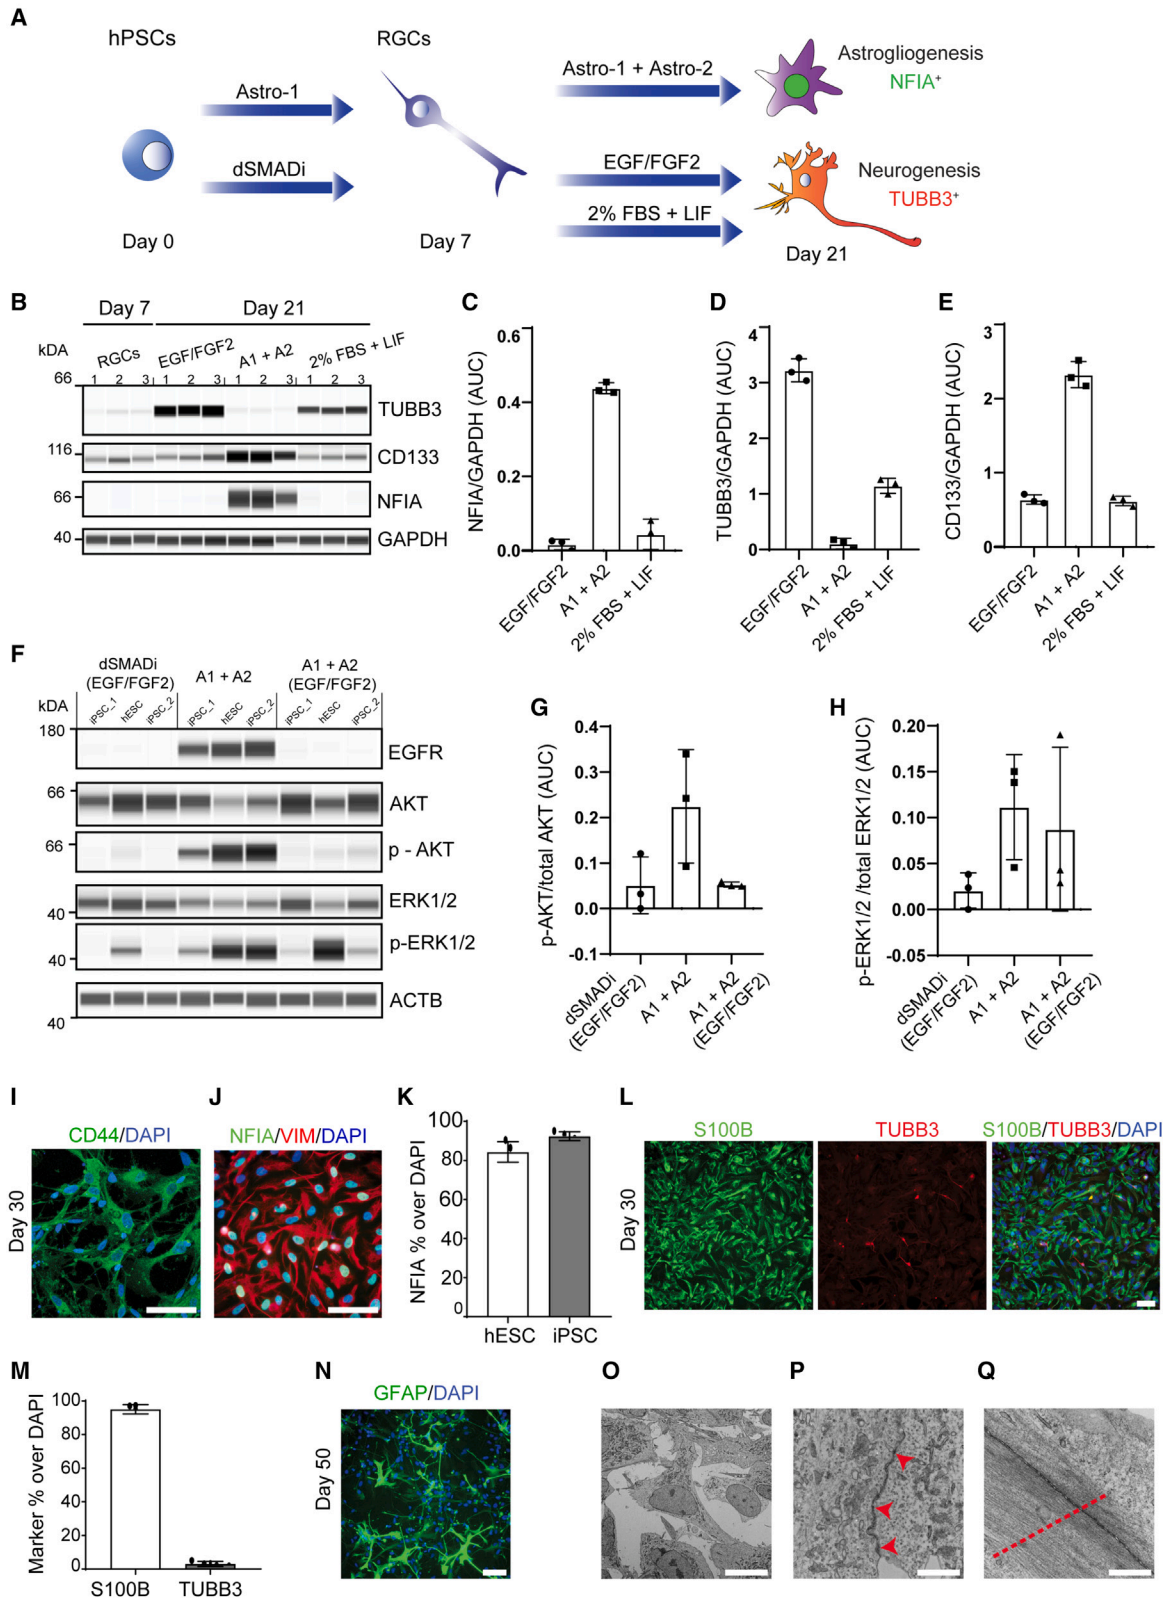 A
hPSCs
RGCs
Astro-1
dSMADi
Astro-1 + Astro-2
EGF/FGF2
2% FBS + LIF
Astrogliogenesis
NFIA+
Neurogenesis
TUBB3+
Day 0
Day 7
Day 21
B
Day 7
Day 21
kDA
RGCs
EGF/FGF2
A1 + A2
2% FBS + LIF
1 2 3 1 2 3 1 2 3 1 2 3
66
TUBB3
116
CD133
66
NFIA
40
GAPDH
C
NFIA/GAPDH (AUC)
0.6
0.4
0.2
0.0
EGF/FGF2
A1 + A2
2% FBS + LIF
D
TUBB3/GAPDH (AUC)
4
3
2
1
0
EGF/FGF2
A1 + A2
2% FBS + LIF
E
CD133/GAPDH (AUC)
3
2
1
0
EGF/FGF2
A1 + A2
2% FBS + LIF
F
dSMADi
(EGF/FGF2)
A1 + A2
A1 + A2
(EGF/FGF2)
kDA
iPSC_1
hESC
iPSC_2
iPSC_1
hESC
iPSC_2
iPSC_1
hESC
iPSC_2
180
EGFR
66
AKT
66
p - AKT
ERK1/2
40
p-ERK1/2
40
ACTB
40
G
p-AKT/total AKT (AUC)
0.4
0.3
0.2
0.1
0.0
-0.1
dSMADi
(EGF/FGF2)
A1 + A2
A1 + A2
(EGF/FGF2)
H
p-ERK1/2 /total ERK1/2 (AUC)
0.20
0.15
0.10
0.05
0.00
-0.05
dSMADi
(EGF/FGF2)
A1 + A2
A1 + A2
(EGF/FGF2)
I
CD44/DAPI
Day 30
J
NFIA/VIM/DAPI
K
NFIA % over DAPI
100
80
60
40
20
0
hESC
iPSC
L
S100B
TUBB3
S100B/TUBB3/DAPI
Day 30
M
Marker % over DAPI
100
80
60
40
20
0
S100B
TUBB3
N
GFAP/DAPI
Day 50
O
P
Q